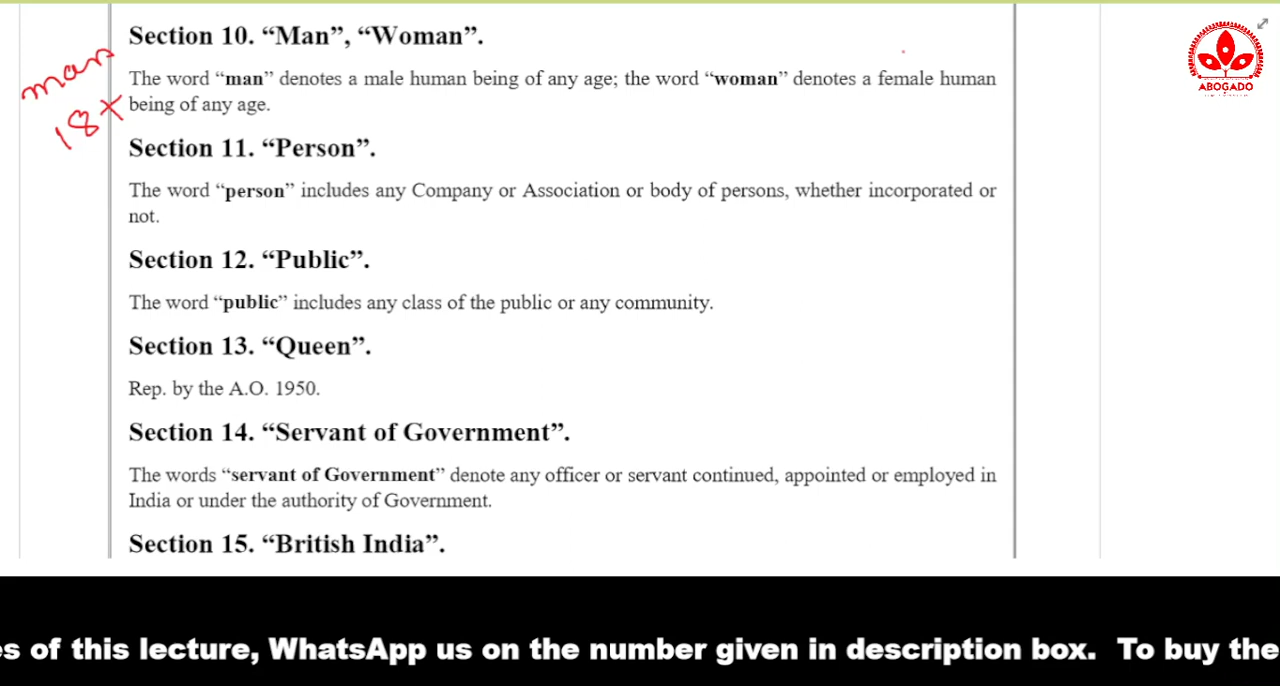 Section 10. “Man”, “Woman”.
man
The word “man” denotes a male human being of any age; the word “woman” denotes a female human
being of any age.
18 ×
Section 11. “Person”.
The word “person” includes any Company or Association or body of persons, whether incorporated or
not.
Section 12. “Public”.
The word “public” includes any class of the public or any community.
Section 13. “Queen”.
Rep. by the A.O. 1950.
Section 14. “Servant of Government”.
The words “servant of Government” denote any officer or servant continued, appointed or employed in
India or under the authority of Government.
Section 15. “British India”.
ABOGADO
es of this lecture, WhatsApp us on the number given in description box. To buy the